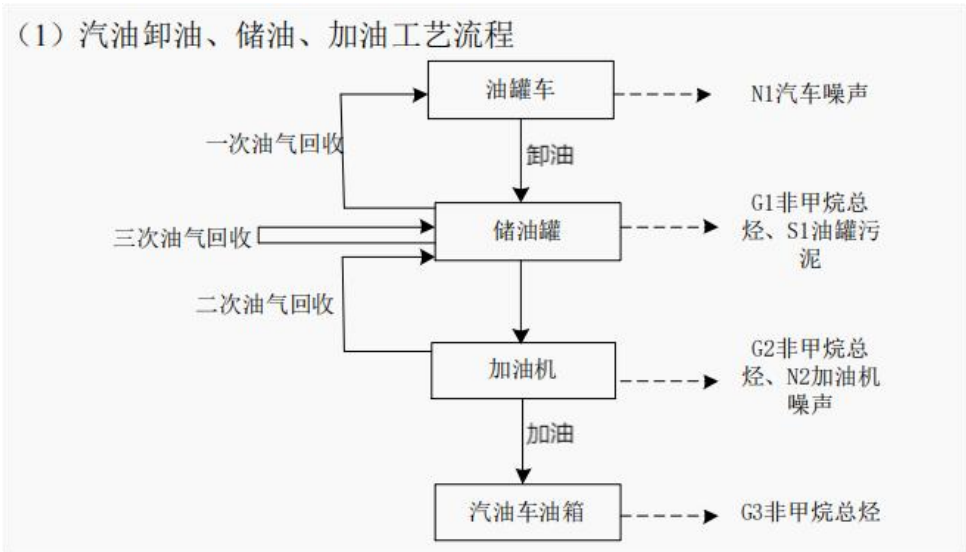 （1）汽油卸油、储油、加油工艺流程
油罐车
N1汽车噪声
一次油气回收
卸油
储油罐
G1非甲烷总
烃、S1油罐污
泥
三次油气回收
二次油气回收
加油机
G2非甲烷总
烃、N2加油机
噪声
加油
汽油车油箱
G3非甲烷总烃